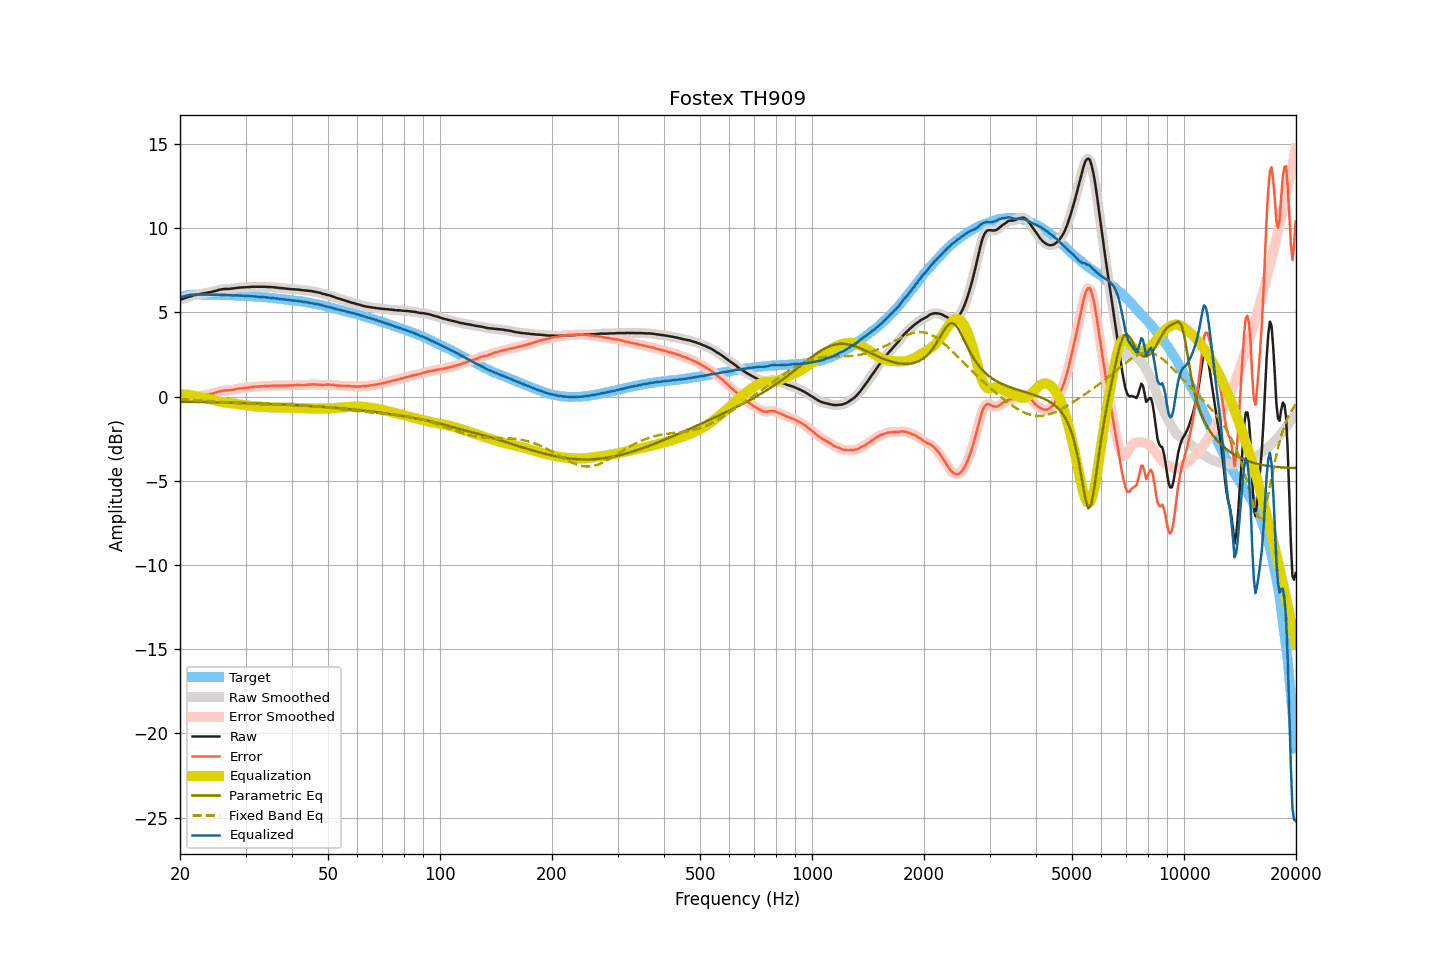 Fostex TH909
15
10
5
0
−5
−10
−15
−20
−25
Amplitude (dBr)
Target
Raw Smoothed
Error Smoothed
Raw
Error
Equalization
Parametric Eq
Fixed Band Eq
Equalized
20 50 100 200 500 1000 2000 5000 10000 20000
Frequency (Hz)